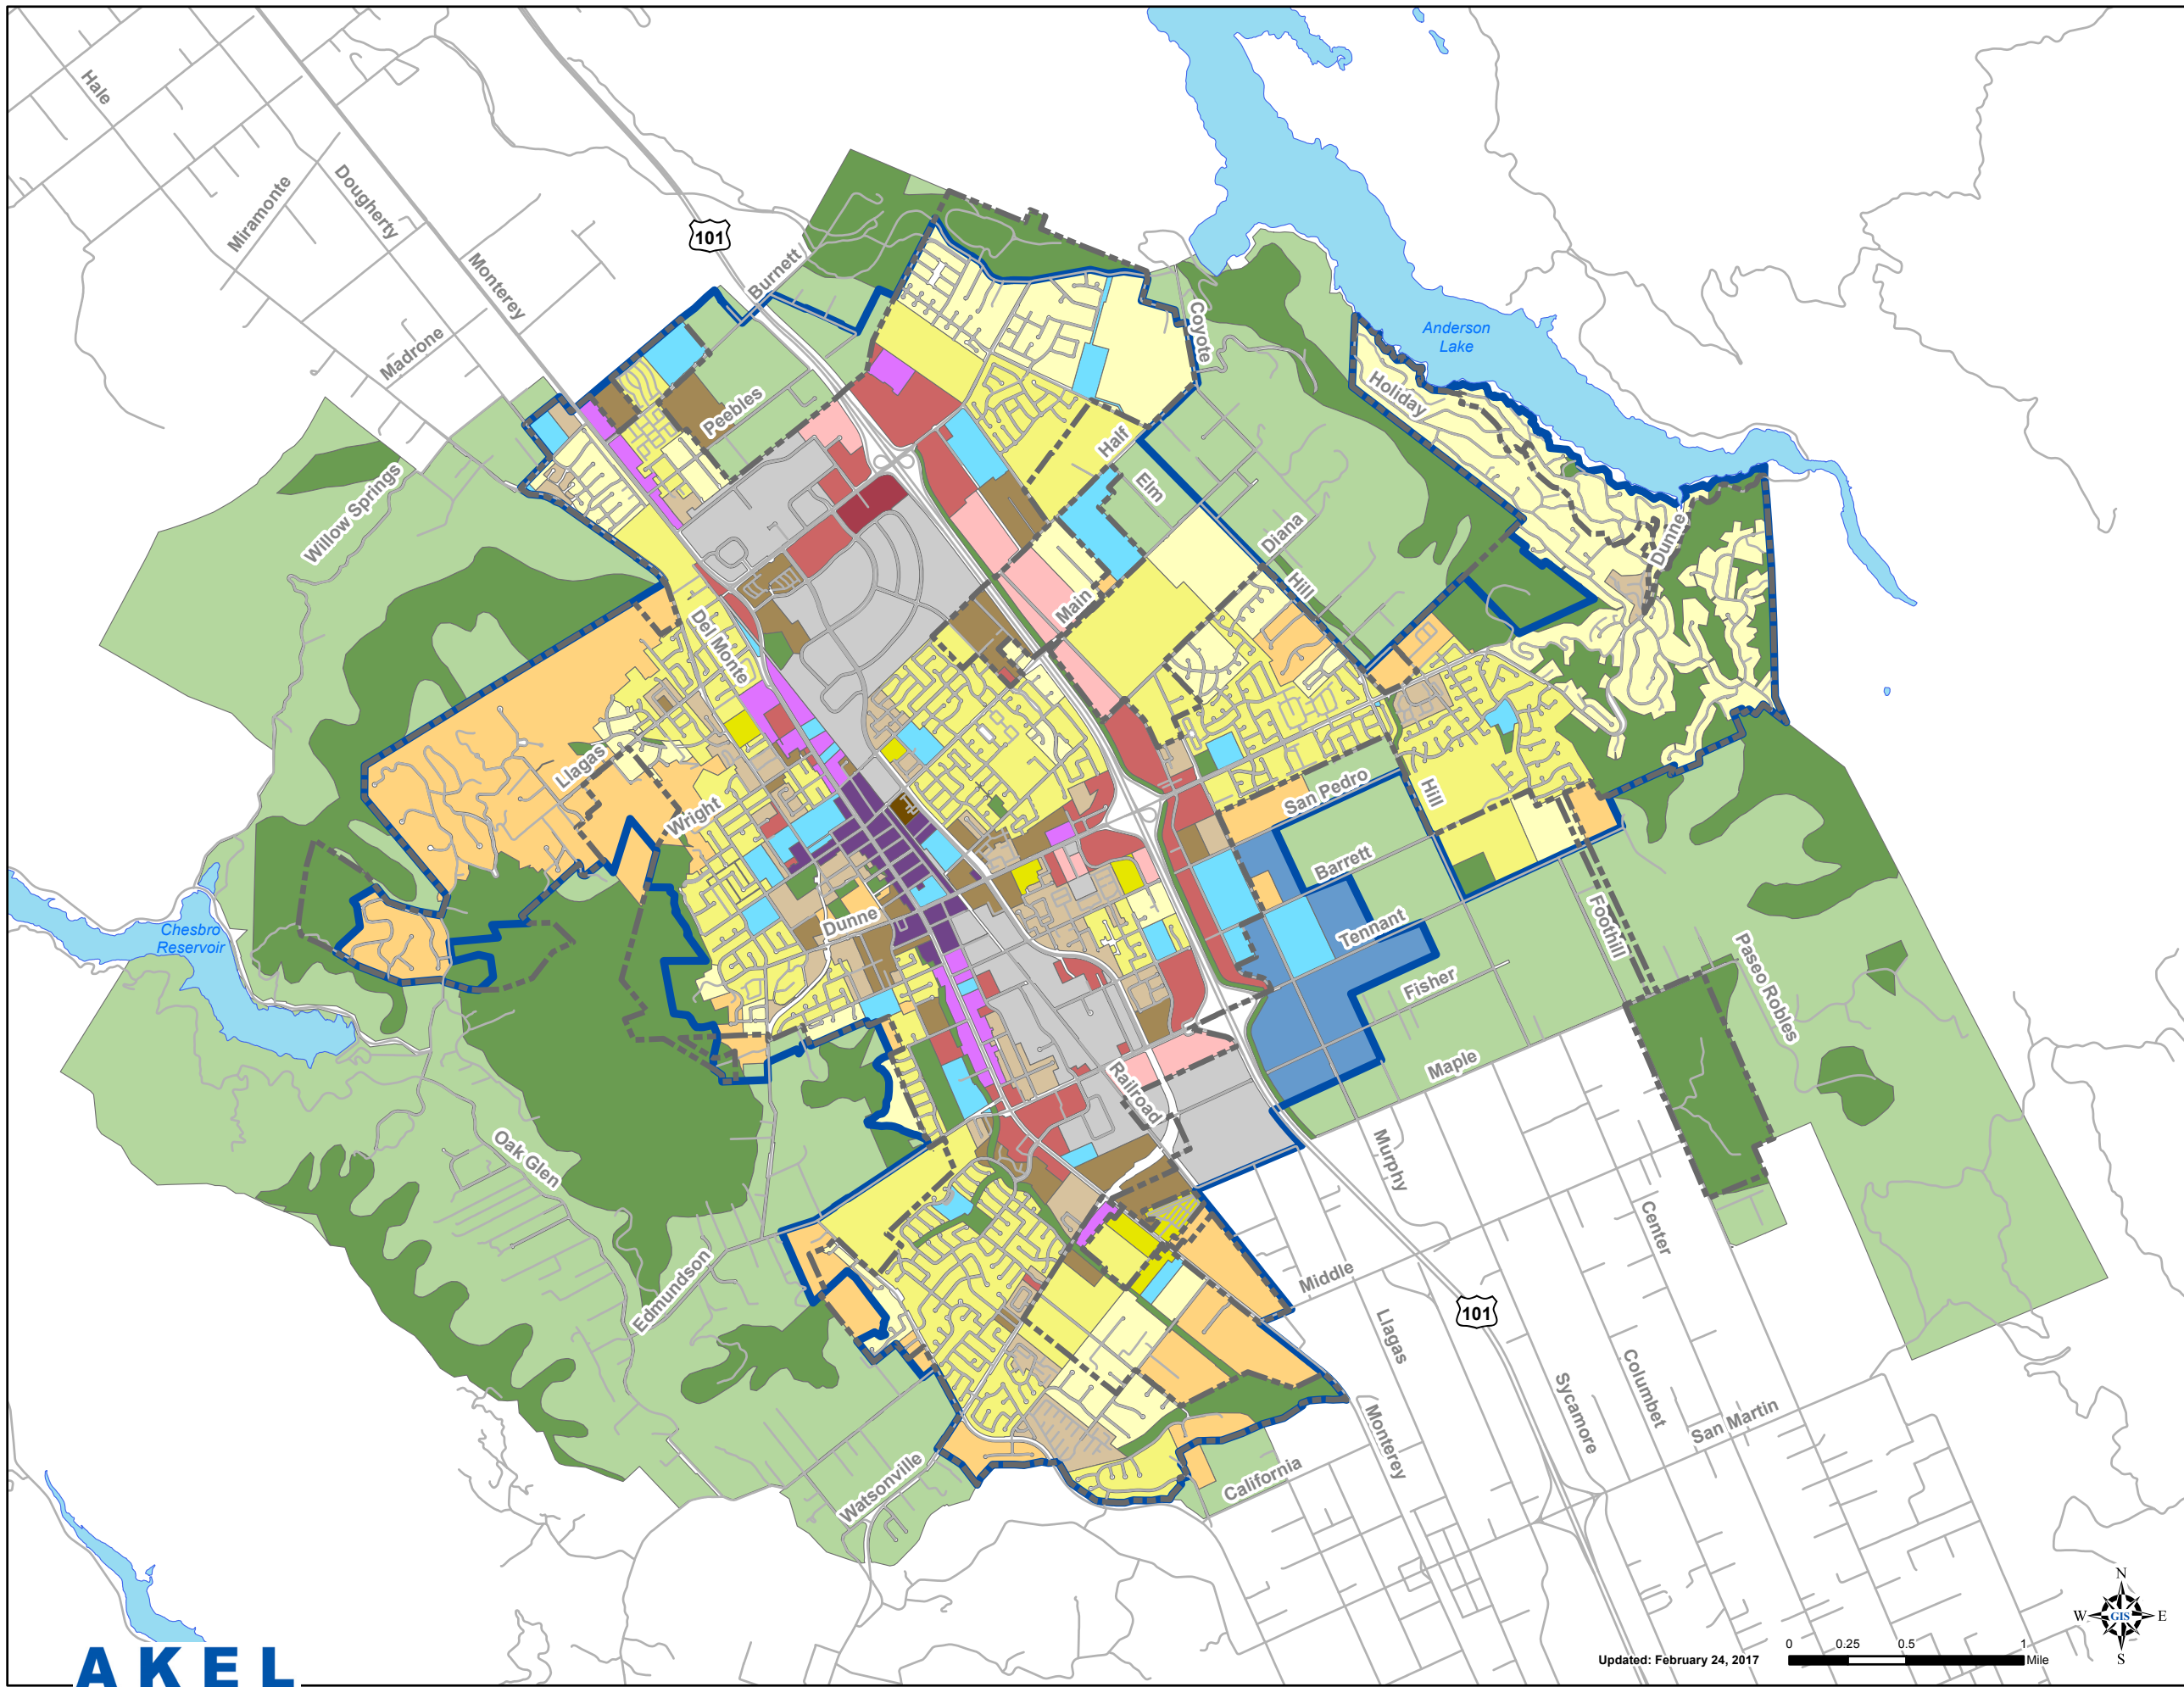 Hale
Miramonte
Dougherty
Monterey
Madrone
101
Burnett
Coyote
Anderson
Lake
Holiday
Peebles
Half
Elm
Willow Springs
Diana
Hill
Dunne
Main
Del Monte
Llagas
Wright
San Pedro
Hill
Barrett
Dunne
Tennant
Foothill
Chesbro
Reservoir
Fisher
Paseo Robles
Maple
Railroad
Oak Glen
Murphy
Center
Edmundson
Middle
101
Llagas
Columbet
Sycamore
Monterey
San Martin
Watsonville
California
N
W
GIS
E
S
0
0.25
0.5
1
Mile
Updated: February 24, 2017
AKEL